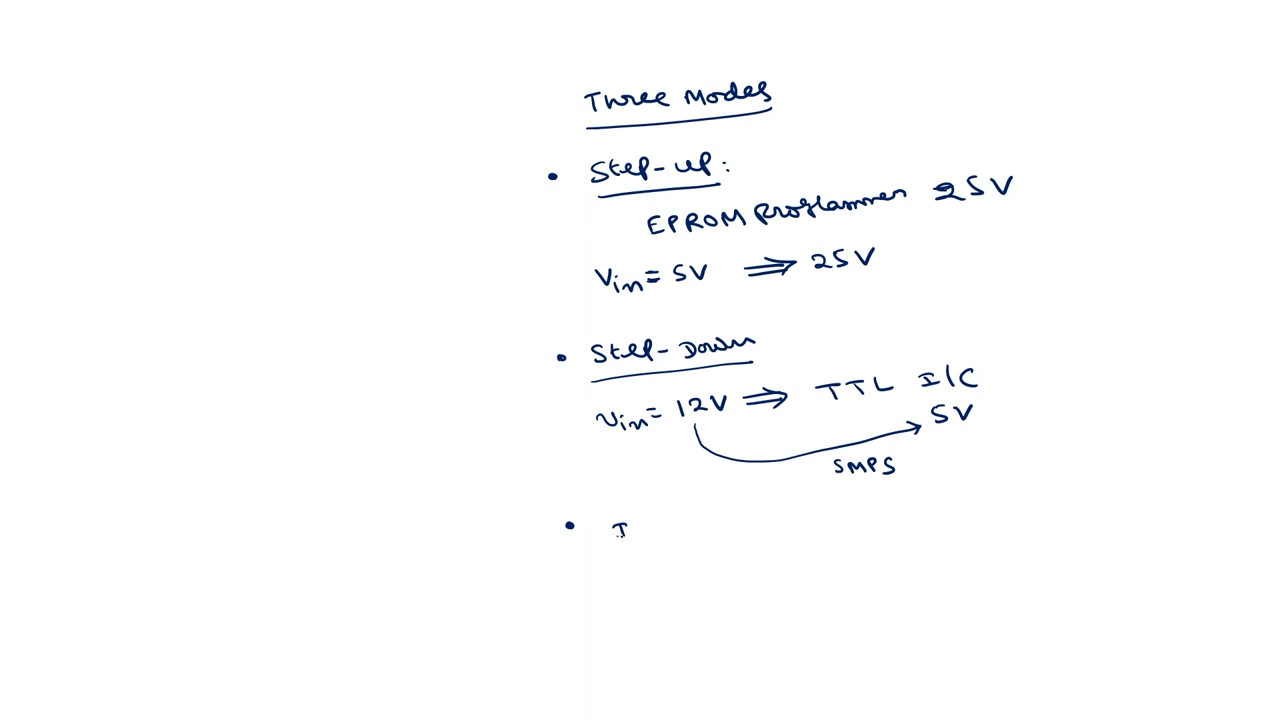 Three Modes
• Step-up:
EPROM Programmer 25V
Vin = 5V ⇒ 25V
• Step-Down
Vin = 12V ⇒ TTL I/C
5V
SMPS
• I